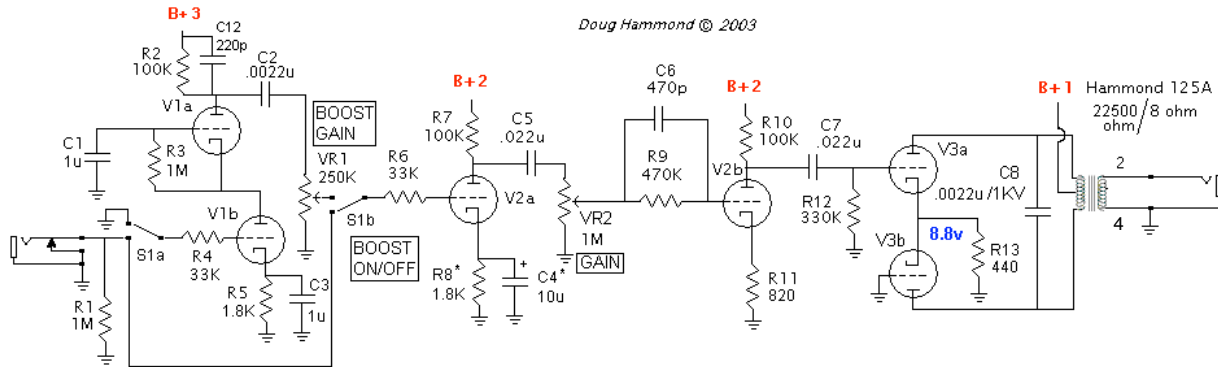 Doug Hammond © 2003
B+3
C12
220p
R2
100K
C2
.0022u
V1a
C1
1u
R3
1M
BOOST
GAIN
VR1
250K
V1b
S1a
R4
33K
R5
1.8K
C3
1u
R1
1M
S1b
BOOST
ON/OFF
R6
33K
B+2
R7
100K
C5
.022u
V2a
VR2
1M
GAIN
R8*
1.8K
+
C4*
10u
C6
470p
R9
470K
B+2
R10
100K
V2b
C7
.022u
R11
820
R12
330K
V3a
V3b
8.8v
R13
440
C8
.0022u/1KV
B+1
Hammond 125A
22500/8 ohm
ohm
2
4